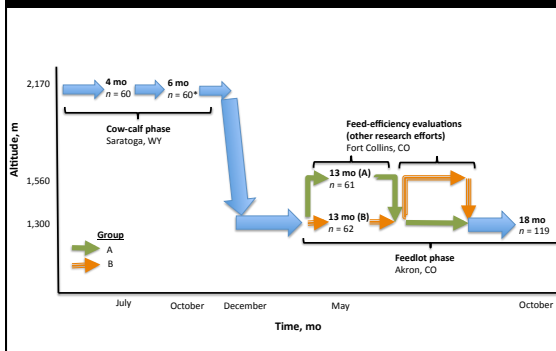 2,170
4 mo
n = 60
6 mo
n = 60*
Cow-calf phase
Saratoga, WY
Altitude, m
Feed-efficiency evaluations
(other research efforts)
Fort Collins, CO
1,560
13 mo (A)
n = 61
1,300
13 mo (B)
n = 62
18 mo
n = 119
Group
A
B
Feedlot phase
Akron, CO
July
October
December
May
October
Time, mo